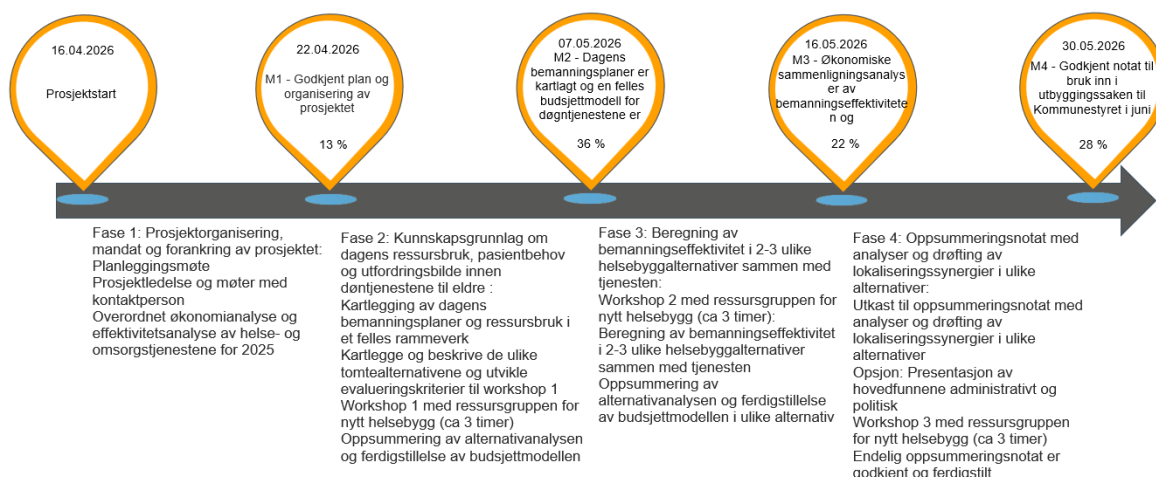 16.04.2026
Prosjektstart
22.04.2026
M1 - Godkjent plan og
organisering av
prosjektet
13 %
07.05.2026
M2 - Dagens
bemanningsplaner er
kartlagt og en felles
budsjettmodell for
døgntjenestene er
36 %
16.05.2026
M3 - Økonomiske
sammenligningsanalys
er av
bemanningseffektivitete
n og
22 %
30.05.2026
M4 - Godkjent notat til
bruk inn i
utbyggingssaken til
Kommunestyret i juni
28 %
Fase 1: Prosjektorganisering,
mandat og forankring av prosjektet:
Planleggingsmøte
Prosjektledelse og møter med
kontaktperson
Overordnet økonomianalyse og
effektivitetsanalyse av helse- og
omsorgstjenestene for 2025
Fase 2: Kunnskapsgrunnlag om
dagens ressursbruk, pasientbehov
og utfordringsbilde innen
døntjenestene til eldre :
Kartlegging av dagens
bemanningsplaner og ressursbruk i
et felles rammeverk
Kartlegge og beskrive de ulike
tomtealternativene og utvikle
evalueringskriterier til workshop 1
Workshop 1 med ressursgruppen for
nytt helsebygg (ca 3 timer)
Oppsummering av alternativanalysen
og ferdigstillelse av budsjettmodellen
Fase 3: Beregning av
bemanningseffektivitet i 2-3 ulike
helsebyggalternativer sammen med
tjenesten:
Workshop 2 med ressursgruppen for
nytt helsebygg (ca 3 timer):
Beregning av bemanningseffektivitet
i 2-3 ulike helsebyggalternativer
sammen med tjenesten
Oppsummering av
alternativanalysen og ferdigstillelse
av budsjettmodellen i ulike alternativ
Fase 4: Oppsummeringsnotat med
analyser og drøfting av
lokaliseringssynergier i ulike
alternativer:
Utkast til oppsummeringsnotat med
analyser og drøfting av
lokaliseringssynergier i ulike
alternativer
Opsjon: Presentasjon av
hovedfunnene administrativt og
politisk
Workshop 3 med ressursgruppen
for nytt helsebygg (ca 3 timer)
Endelig oppsummeringsnotat er
godkjent og ferdigstilt